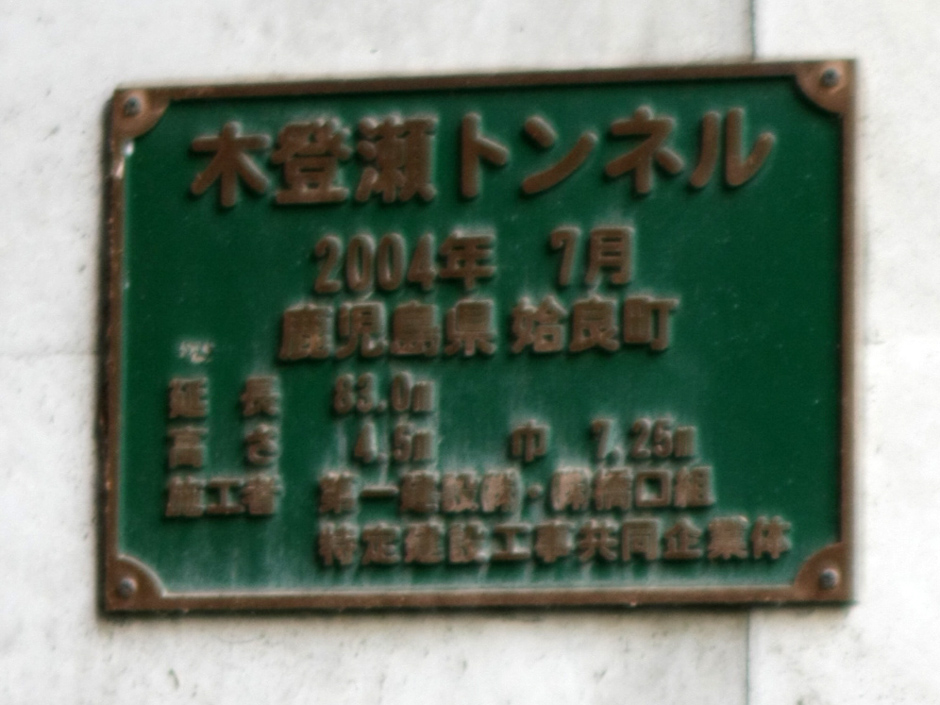 木登瀬トンネル
2004年 7月
鹿児島県 姶良町
延長 83.0m
高さ 4.5m 巾 7.25m
施工者 第一建設㈱・㈱橋口組
特定建設工事共同企業体